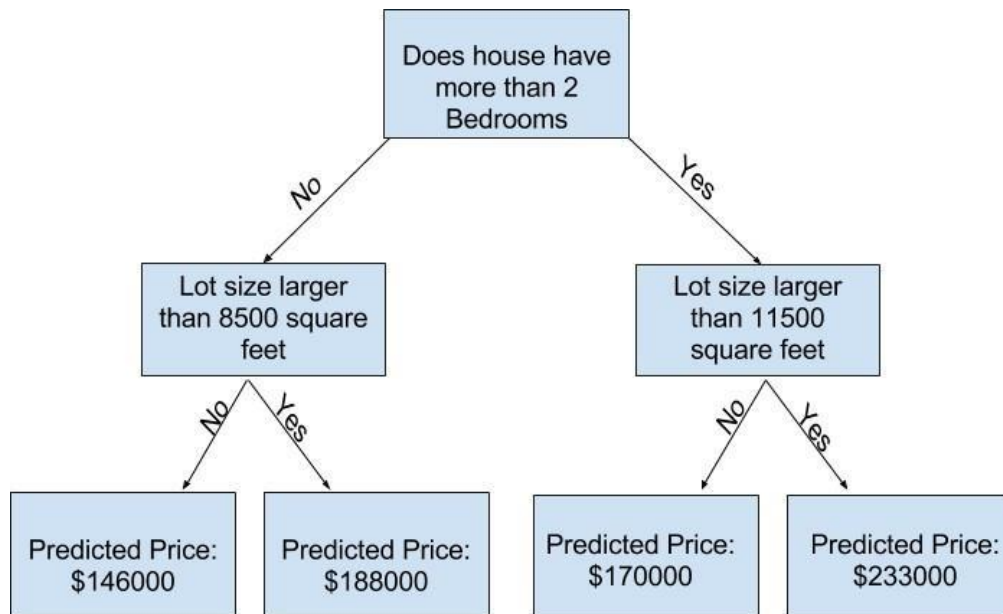 Does house have
more than 2
Bedrooms
No
Yes
Lot size larger
than 8500 square
feet
Lot size larger
than 11500
square feet
No
Yes
No
Yes
Predicted Price:
$146000
Predicted Price:
$188000
Predicted Price:
$170000
Predicted Price:
$233000